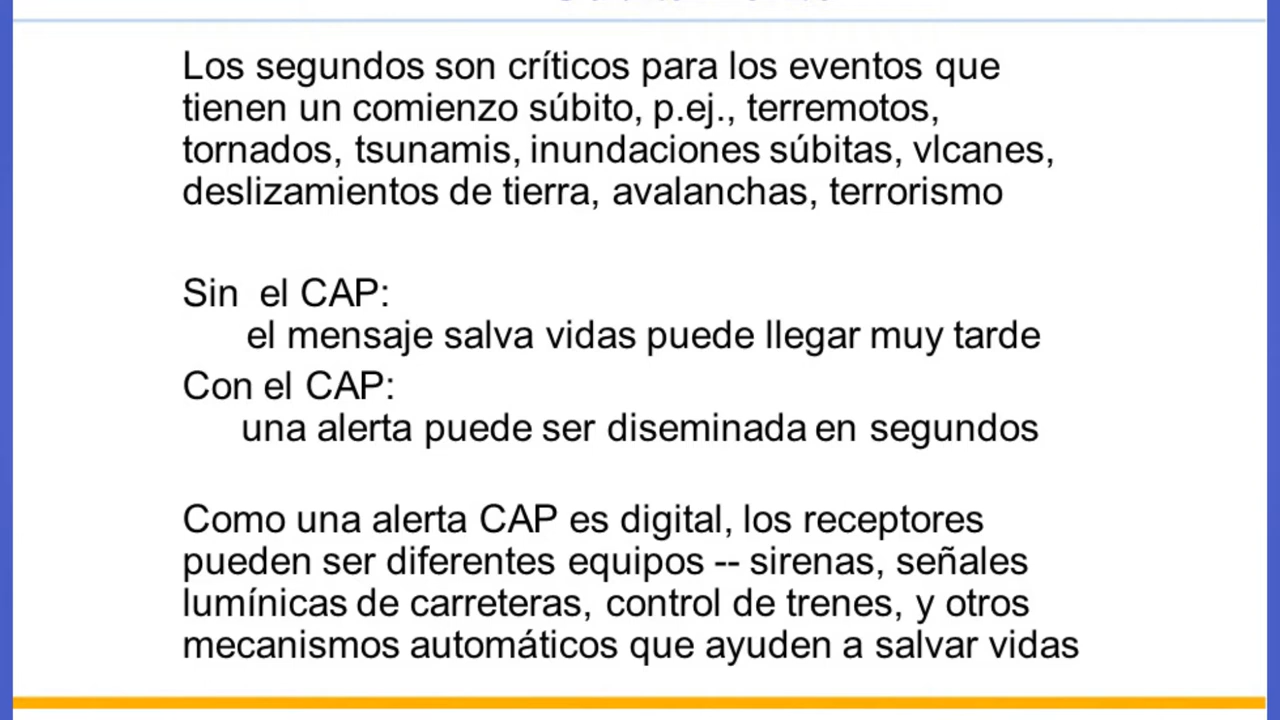 Los segundos son críticos para los eventos que
tienen un comienzo súbito, p.ej., terremotos,
tornados, tsunamis, inundaciones súbitas, vlcanes,
deslizamientos de tierra, avalanchas, terrorismo
Sin el CAP:
el mensaje salva vidas puede llegar muy tarde
Con el CAP:
una alerta puede ser diseminada en segundos
Como una alerta CAP es digital, los receptores
pueden ser diferentes equipos -- sirenas, señales
lumínicas de carreteras, control de trenes, y otros
mecanismos automáticos que ayuden a salvar vidas